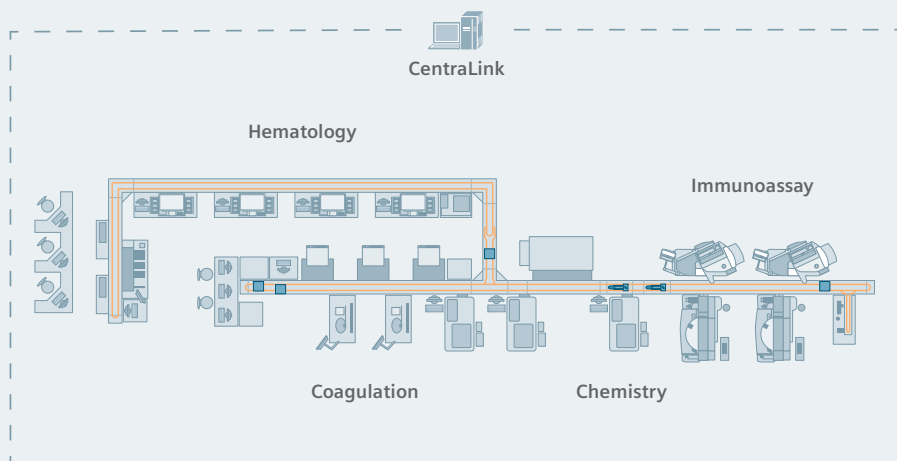 CentraLink
Hematology
Immunoassay
Coagulation
Chemistry